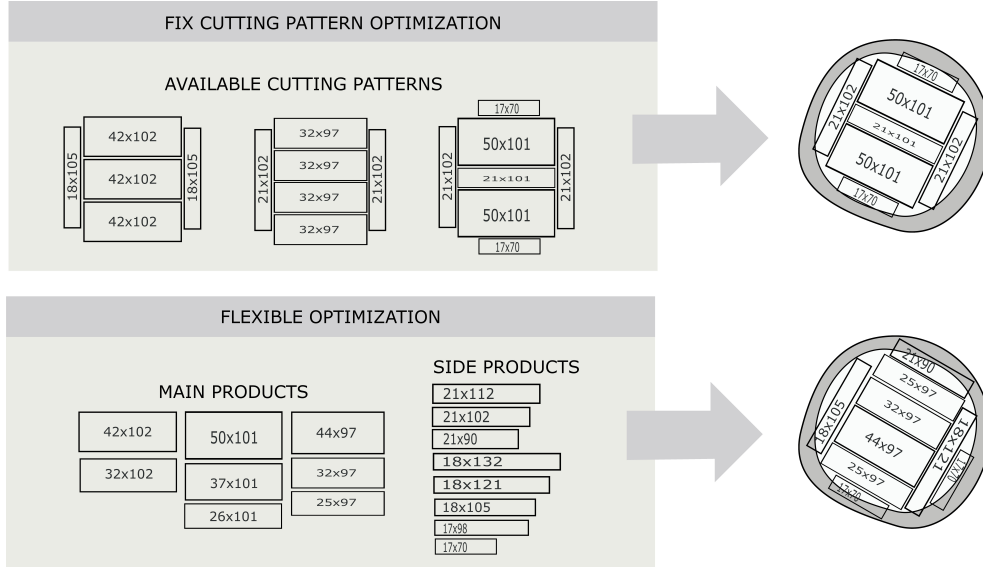 FIX CUTTING PATTERN OPTIMIZATION
AVAILABLE CUTTING PATTERNS
18x105
42x102
42x102
42x102
18x105
21x102
32x97
32x97
32x97
32x97
21x102
17x70
21x102
50x101
21x101
50x101
21x102
17x70
17x70
21x102
50x101
21x101
50x101
21x102
17x70
FLEXIBLE OPTIMIZATION
MAIN PRODUCTS
42x102
32x102
50x101
37x101
26x101
44x97
32x97
25x97
SIDE PRODUCTS
21x112
21x102
21x90
18x132
18x121
18x105
17x98
17x70
21x90
25x97
32x97
18x105
44x97
18x121
25x97
17x70
17x70